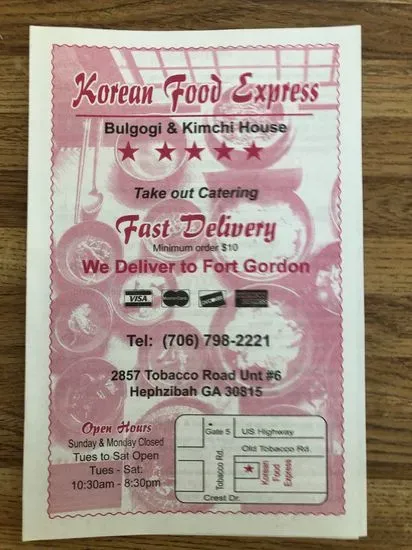 Korean Food Express
Bulgogi & Kimchi House
Take out Catering
Fast Delivery
Minimum order $10
We Deliver to Fort Gordon
VISA
Tel: (706) 798-2221
2857 Tobacco Road Unt #6
Hephzibah GA 30815
Open Hours
Sunday & Monday Closed
Tues to Sat Open
Tues - Sat:
10:30am - 8:30pm
Gate 5
US Highway
Old Tobacco Rd.
Tobacco Rd.
Korean
Food
Express
Crest Dr.